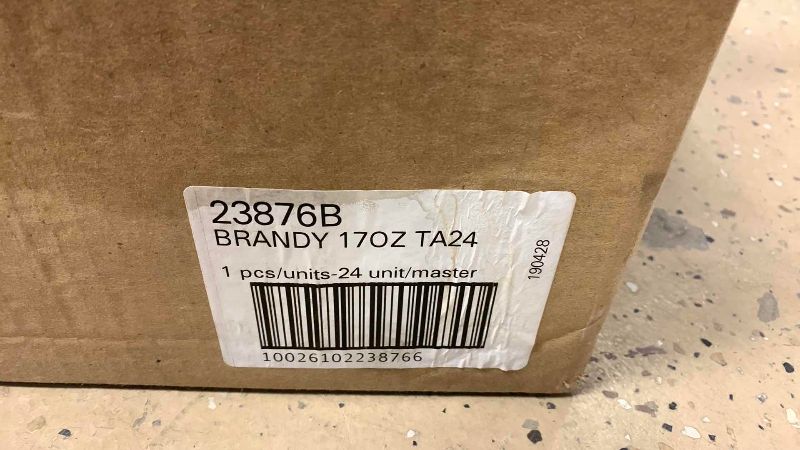 23876B
BRANDY 17OZ TA24
1 pcs/units-24 unit/master
10026102238766
190428